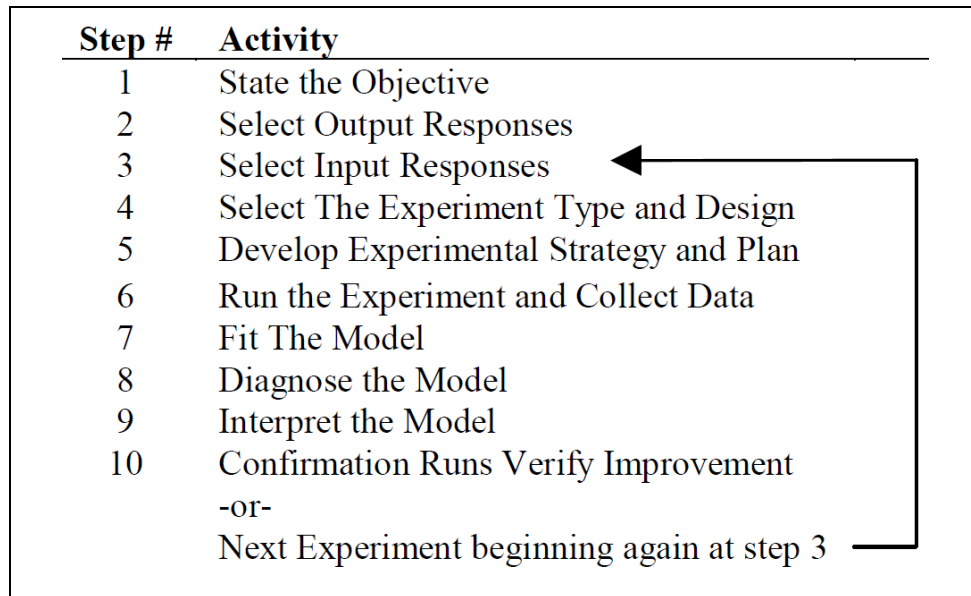 Step # Activity
1 State the Objective
2 Select Output Responses
3 Select Input Responses
4 Select The Experiment Type and Design
5 Develop Experimental Strategy and Plan
6 Run the Experiment and Collect Data
7 Fit The Model
8 Diagnose the Model
9 Interpret the Model
10 Confirmation Runs Verify Improvement
-or-
Next Experiment beginning again at step 3